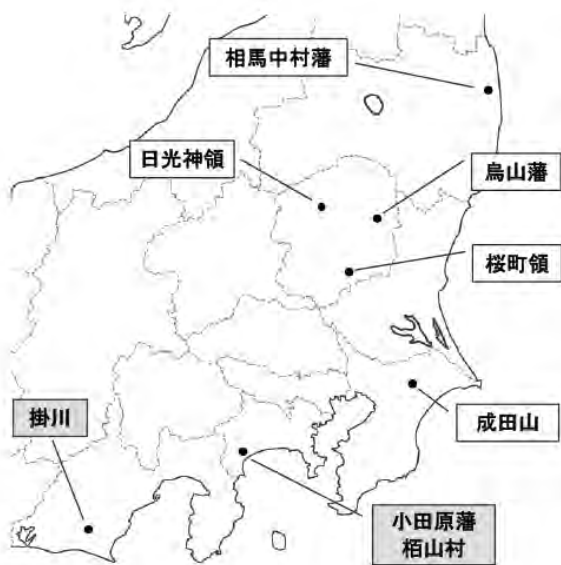 相馬中村藩
日光神領
烏山藩
桜町領
掛川
成田山
小田原藩
栢山村